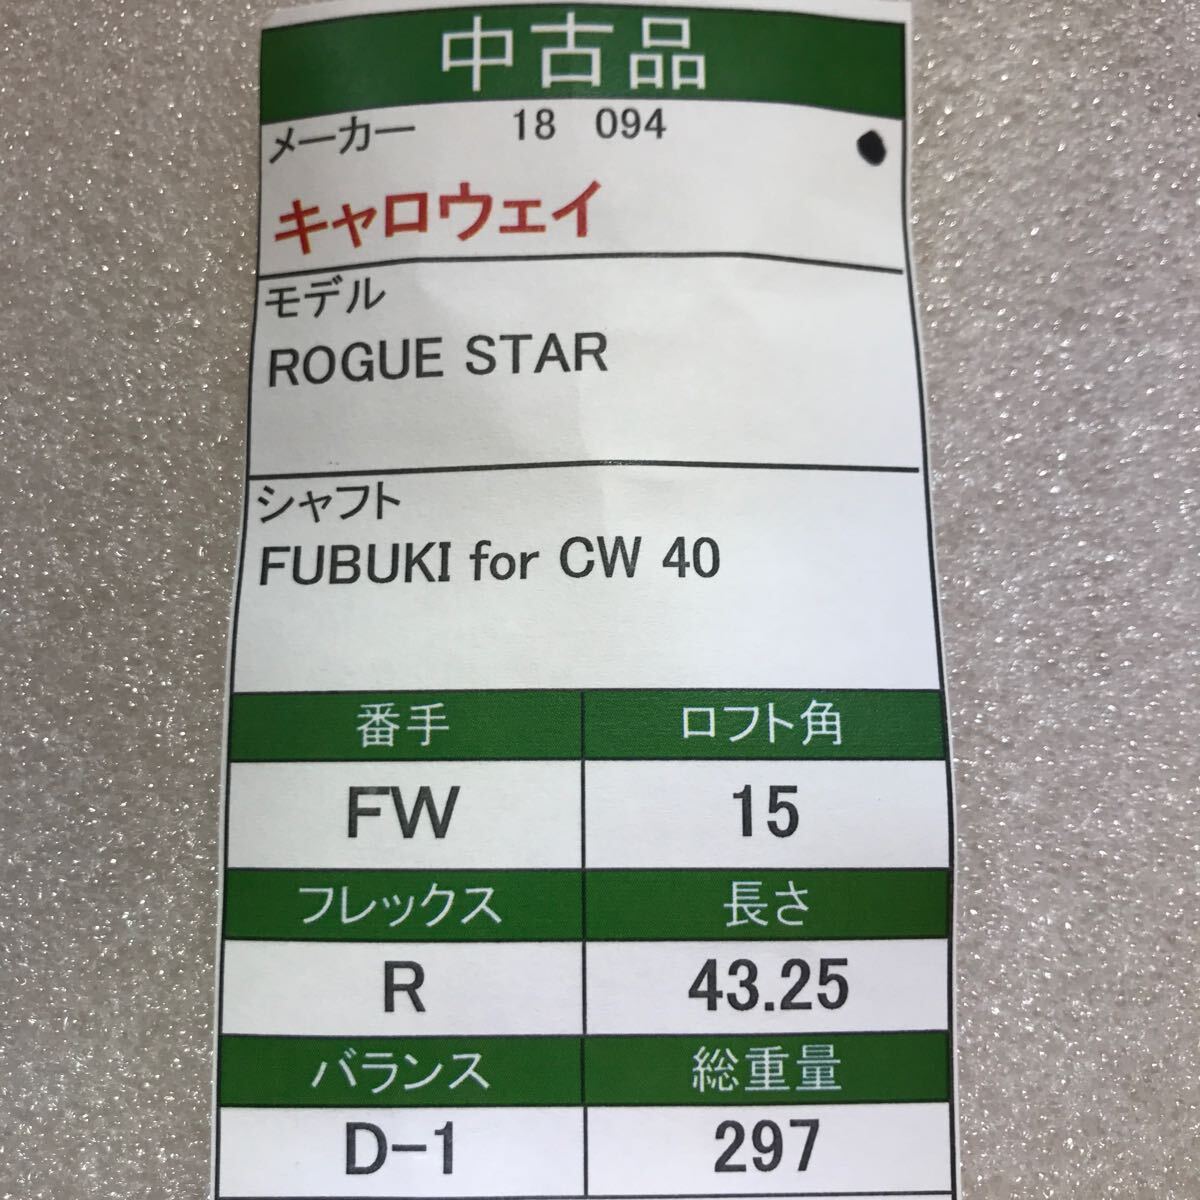 中古品
メーカー 18 094
キャロウェイ
モデル
ROGUE STAR
シャフト
FUBUKI for CW 40
番手 ロフト角
FW 15
フレックス 長さ
R 43.25
バランス 総重量
D-1 297